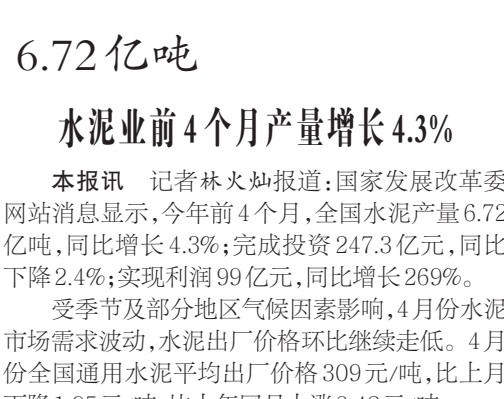 6.72亿吨
水泥业前4个月产量增长4.3%
本报讯 记者林火灿报道:国家发展改革委
网站消息显示,今年前4个月,全国水泥产量6.72
亿吨,同比增长4.3%;完成投资247.3亿元,同比
下降2.4%;实现利润99亿元,同比增长269%。
受季节及部分地区气候因素影响,4月份水泥
市场需求波动,水泥出厂价格环比继续走低。4月
份全国通用水泥平均出厂价格309元/吨,比上月